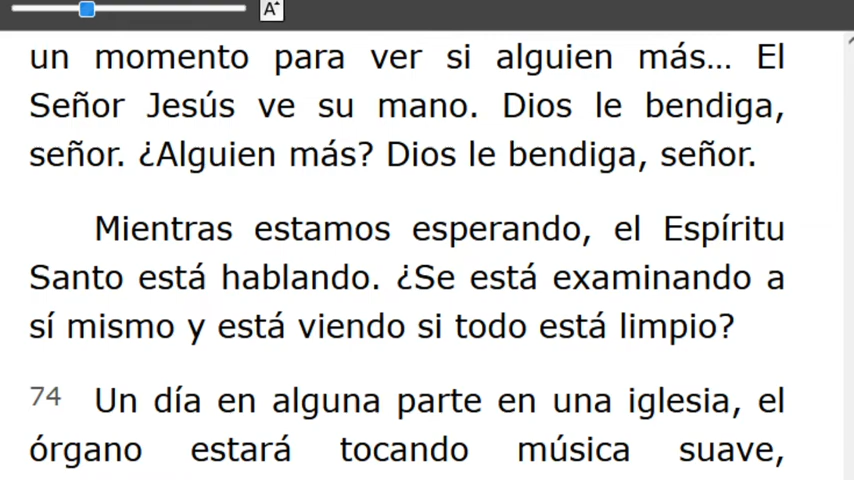 A
un momento para ver si alguien más... El
Señor Jesús ve su mano. Dios le bendiga,
señor. ¿Alguien más? Dios le bendiga, señor.
Mientras estamos esperando, el Espíritu
Santo está hablando. ¿Se está examinando a
sí mismo y está viendo si todo está limpio?
74 Un día en alguna parte en una iglesia, el
órgano estará tocando música suave,